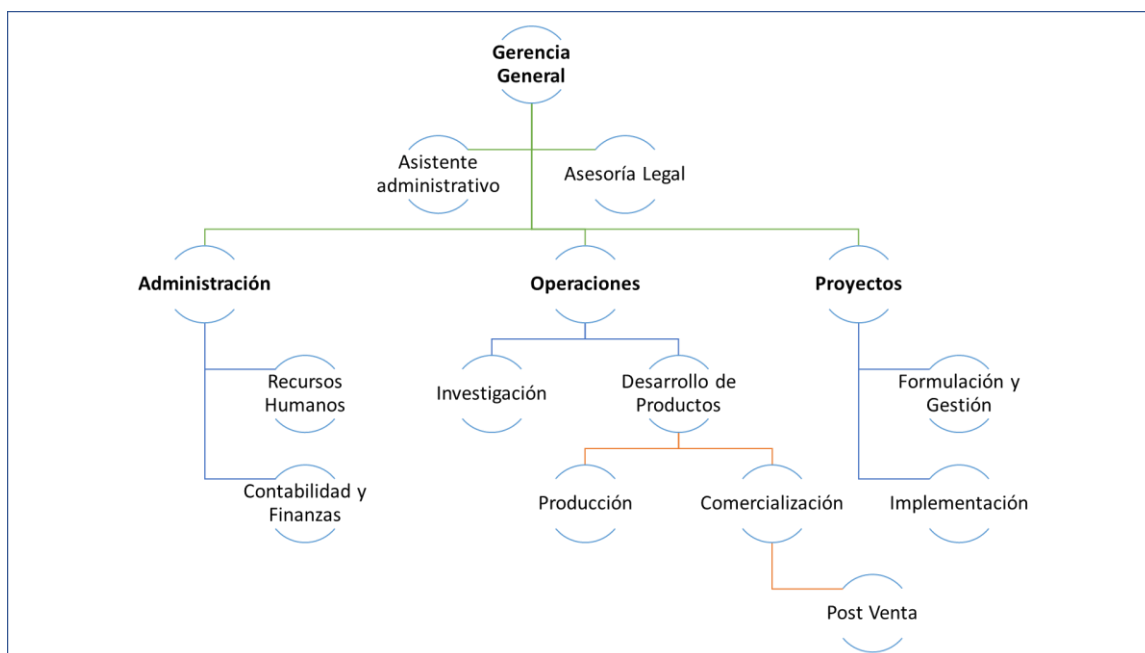 Gerencia
General
Asistente
administrativo
Asesoría Legal
Administración
Operaciones
Proyectos
Recursos
Humanos
Investigación
Desarrollo de
Productos
Formulación y
Gestión
Contabilidad y
Finanzas
Producción
Comercialización
Implementación
Post Venta